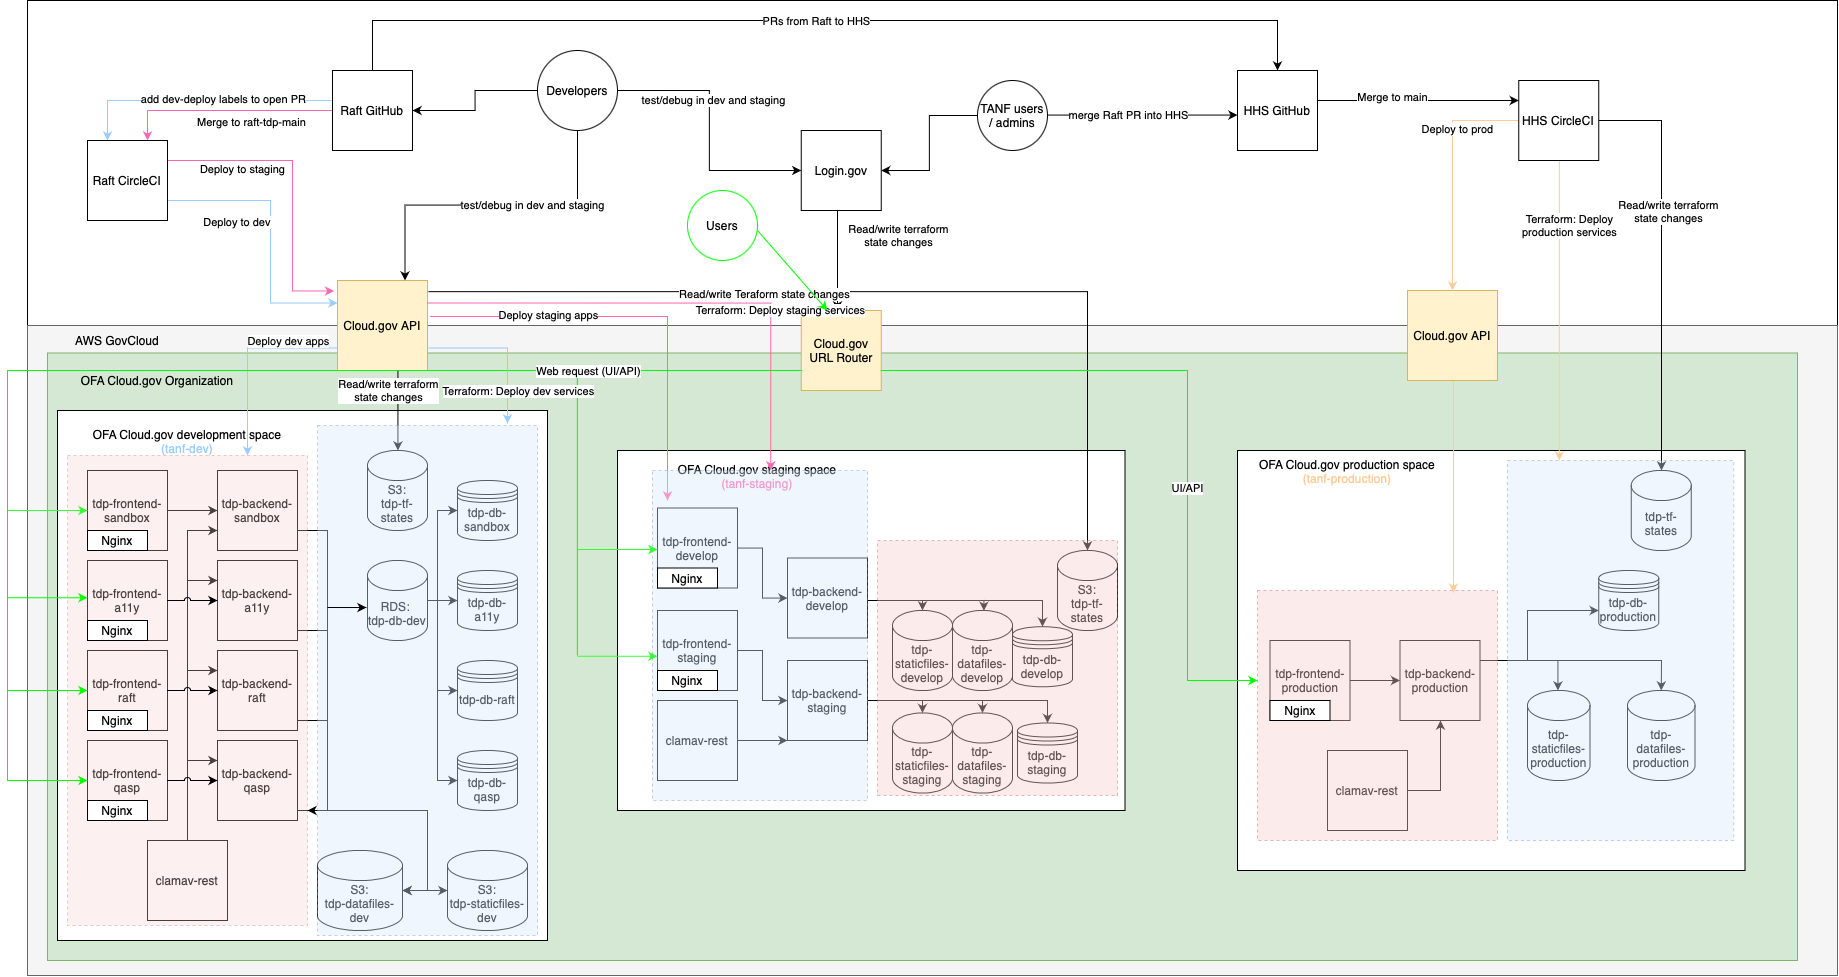 PRs from Raft to HHS
Developers
Raft GitHub
add dev-deploy labels to open PR
Merge to raft-tdp-main
test/debug in dev and staging
TANF users
/ admins
merge Raft PR into HHS
HHS GitHub
Merge to main
HHS CircleCI
Deploy to prod
Raft CircleCI
Deploy to staging
Deploy to dev
Login.gov
test/debug in dev and staging
Users
Read/write terraform
state changes
Terraform: Deploy
production services
Read/write terraform
state changes
Read/write Teraform state changes
Terraform: Deploy staging services
Deploy staging apps
Cloud.gov API
Cloud.gov
URL Router
Cloud.gov API
AWS GovCloud
Deploy dev apps
OFA Cloud.gov Organization
Web request (UI/API)
Read/write terraform
state changes
Terraform: Deploy dev services
UI/API
OFA Cloud.gov development space
(tanf-dev)
tdp-frontend-
sandbox
Nginx
tdp-backend-
sandbox
tdp-frontend-
a11y
Nginx
tdp-backend-
a11y
tdp-frontend-
raft
Nginx
tdp-backend-
raft
tdp-frontend-
qasp
Nginx
tdp-backend-
qasp
clamav-rest
S3:
tdp-tf-
states
RDS:
tdp-db-dev
tdp-db-
sandbox
tdp-db-
a11y
tdp-db-raft
tdp-db-
qasp
S3:
tdp-datafiles-
dev
S3:
tdp-staticfiles-
dev
OFA Cloud.gov staging space
(tanf-staging)
tdp-frontend-
develop
Nginx
tdp-backend-
develop
tdp-frontend-
staging
Nginx
tdp-backend-
staging
clamav-rest
S3:
tdp-tf-
states
tdp-
staticfiles-
develop
tdp-
datafiles-
develop
tdp-db-
develop
tdp-
staticfiles-
staging
tdp-
datafiles-
staging
tdp-db-
staging
OFA Cloud.gov production space
(tanf-production)
tdp-frontend-
production
Nginx
tdp-backend-
production
clamav-rest
tdp-tf-
states
tdp-db-
production
tdp-
staticfiles-
production
tdp-
datafiles-
production